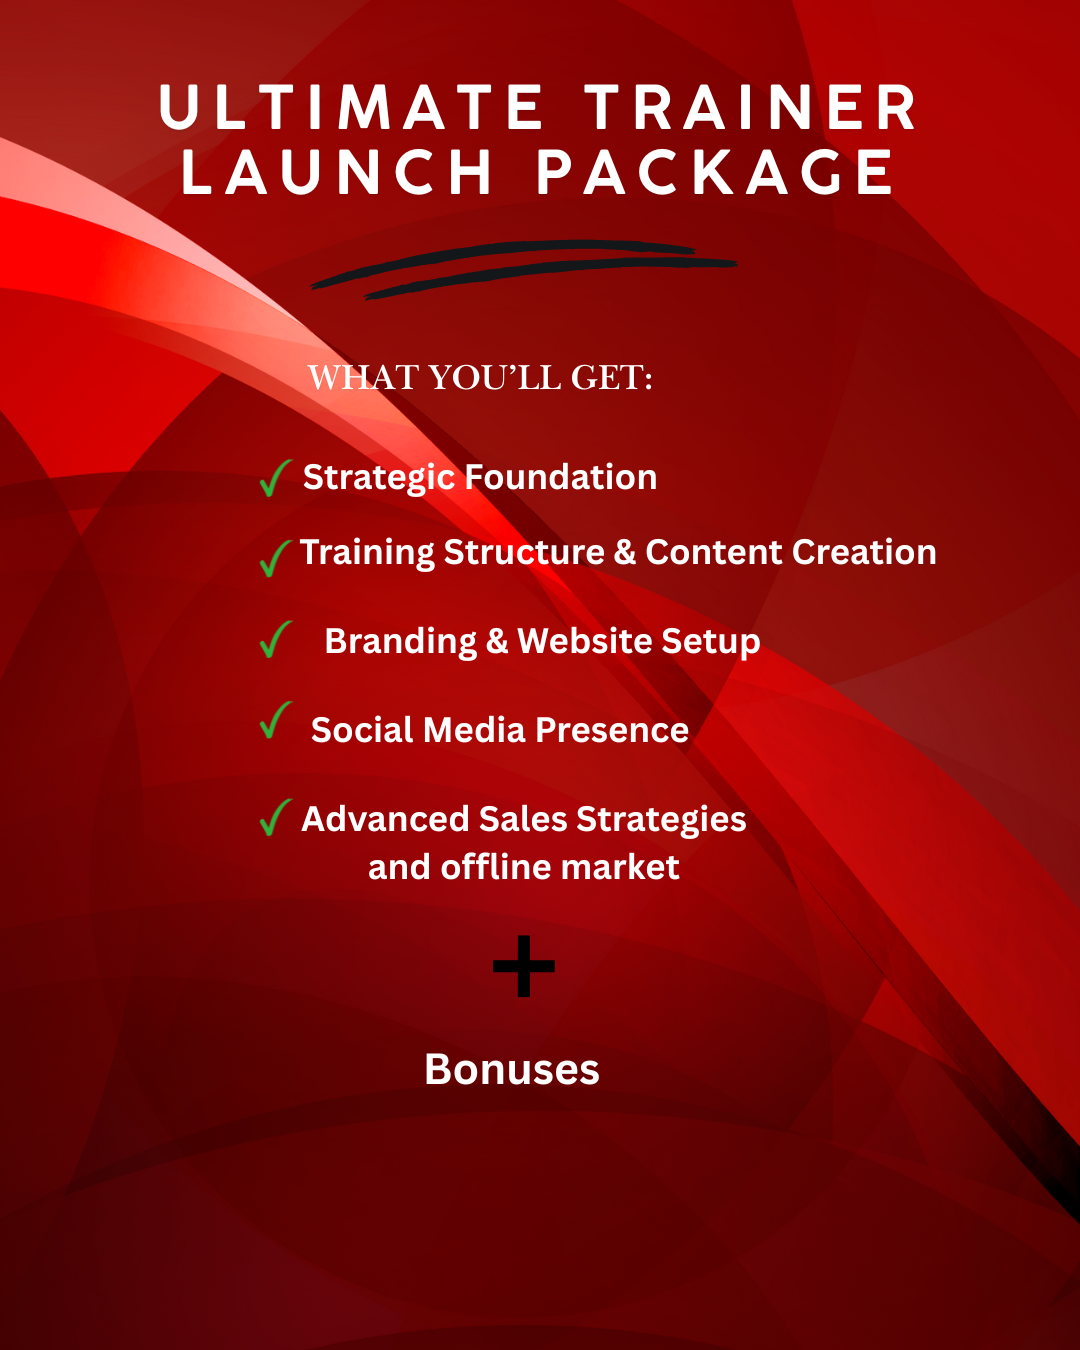 ULTIMATE TRAINER
LAUNCH PACKAGE
WHAT YOU’LL GET:
Strategic Foundation
Training Structure & Content Creation
Branding & Website Setup
Social Media Presence
Advanced Sales Strategies
and offline market
+
Bonuses